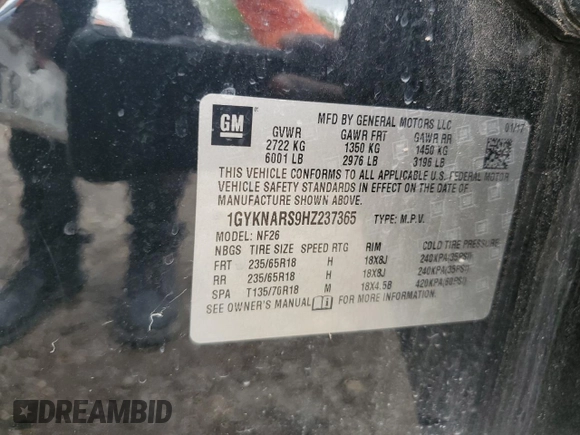 GM
MFD BY GENERAL MOTORS LLC 01/17
GVWR GAWR FRT GAWR RR
2722 KG 1350 KG 1450 KG
6001 LB 2976 LB 3196 LB
THIS VEHICLE CONFORMS TO ALL APPLICABLE U.S. FEDERAL MOTOR
VEHICLE SAFETY STANDARDS IN EFFECT ON THE DATE OF
MANUFACTURE SHOWN ABOVE.
1GYKNARS9HZ237365 TYPE: M.P.V.
MODEL: NF26
NBGS TIRE SIZE SPEED RTG RIM COLD TIRE PRESSURE
FRT 235/65R18 H 18X8J 240KPA(35PSI)
RR 235/65R18 H 18X8J 240KPA(35PSI)
SPA T135/70R18 M 18X4.5B 420KPA(60PSI)
SEE OWNER'S MANUAL i FOR MORE INFORMATION.
DREAMBID